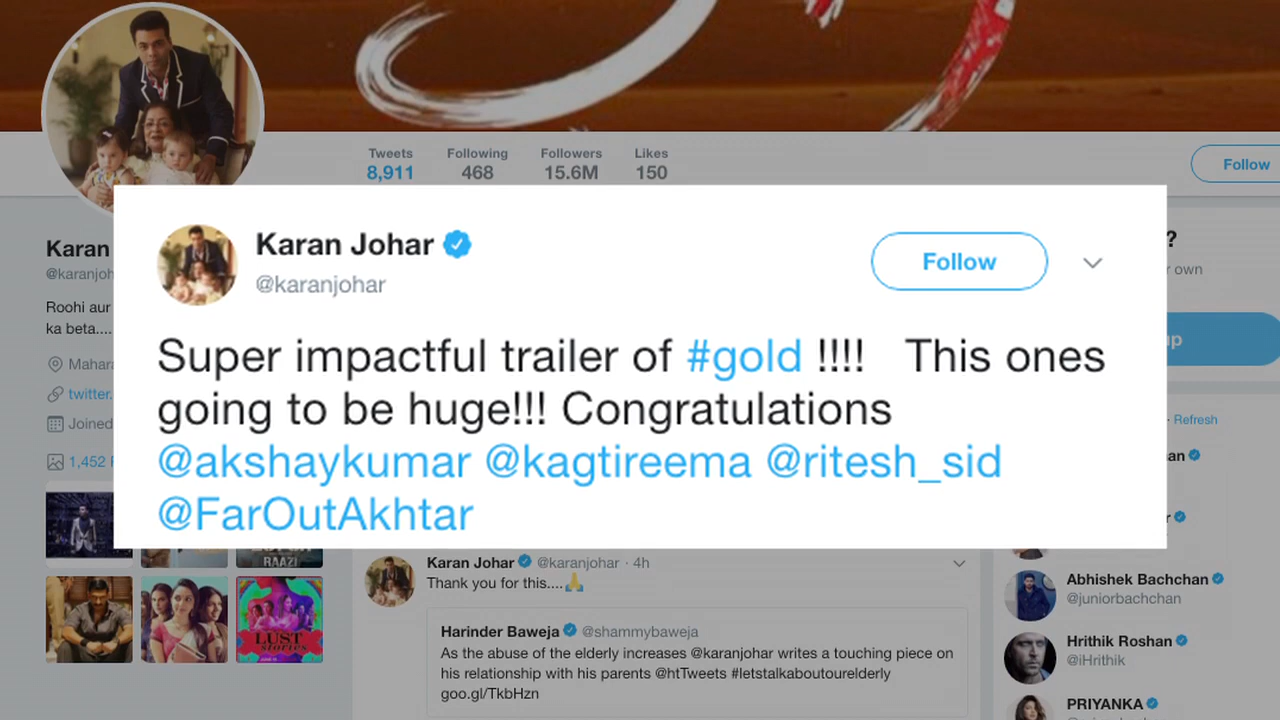 Tweets Following Followers Likes
8,911 468 15.6M 150
Follow
Karan Johar
@karanjohar
Follow
Super impactful trailer of #gold !!!! This ones
going to be huge!!! Congratulations
@akshaykumar @kagtireema @ritesh_sid
@FarOutAkhtar
Karan
@karanjoh
Roohi aur
ka beta....
Mahara
twitter.
Joined
1,452
?
r own
up
· Refresh
an
r
RAAZI
LUST
stories
Karan Johar @karanjohar · 4h
Thank you for this....🙏
Harinder Baweja @shammybaweja
As the abuse of the elderly increases @karanjohar writes a touching piece on
his relationship with his parents @htTweets #letstalkaboutourelderly
goo.gl/TkbHzn
Abhishek Bachchan
@juniorbachchan
Hrithik Roshan
@iHrithik
PRIYANKA